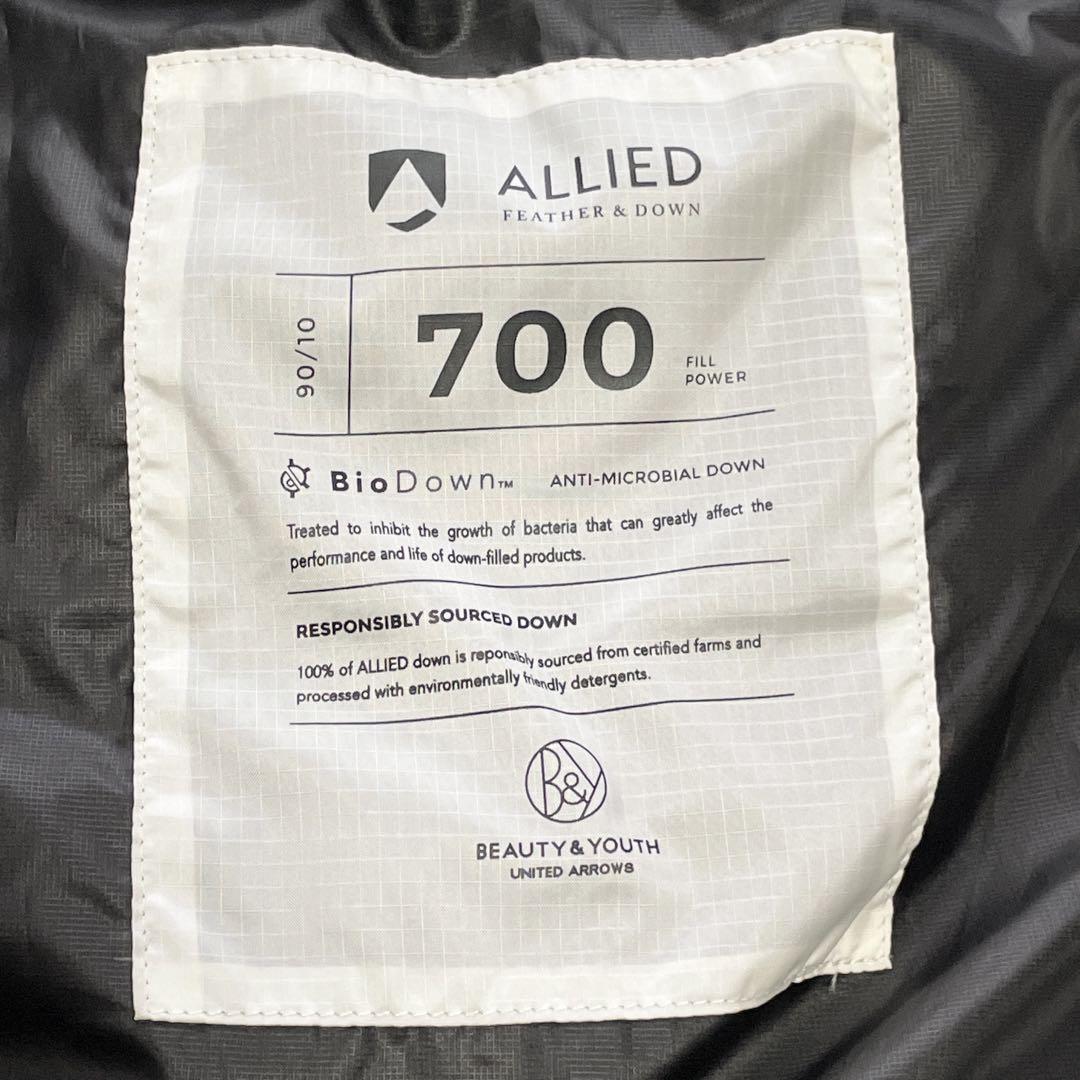 ALLIED
FEATHER & DOWN
90/10
700
FILL
POWER
BioDown™
ANTI-MICROBIAL DOWN
Treated to inhibit the growth of bacteria that can greatly affect the
performance and life of down-filled products.
RESPONSIBLY SOURCED DOWN
100% of ALLIED down is reponsibly sourced from certified farms and
processed with environmentally friendly detergents.
B&Y
BEAUTY & YOUTH
UNITED ARROWS